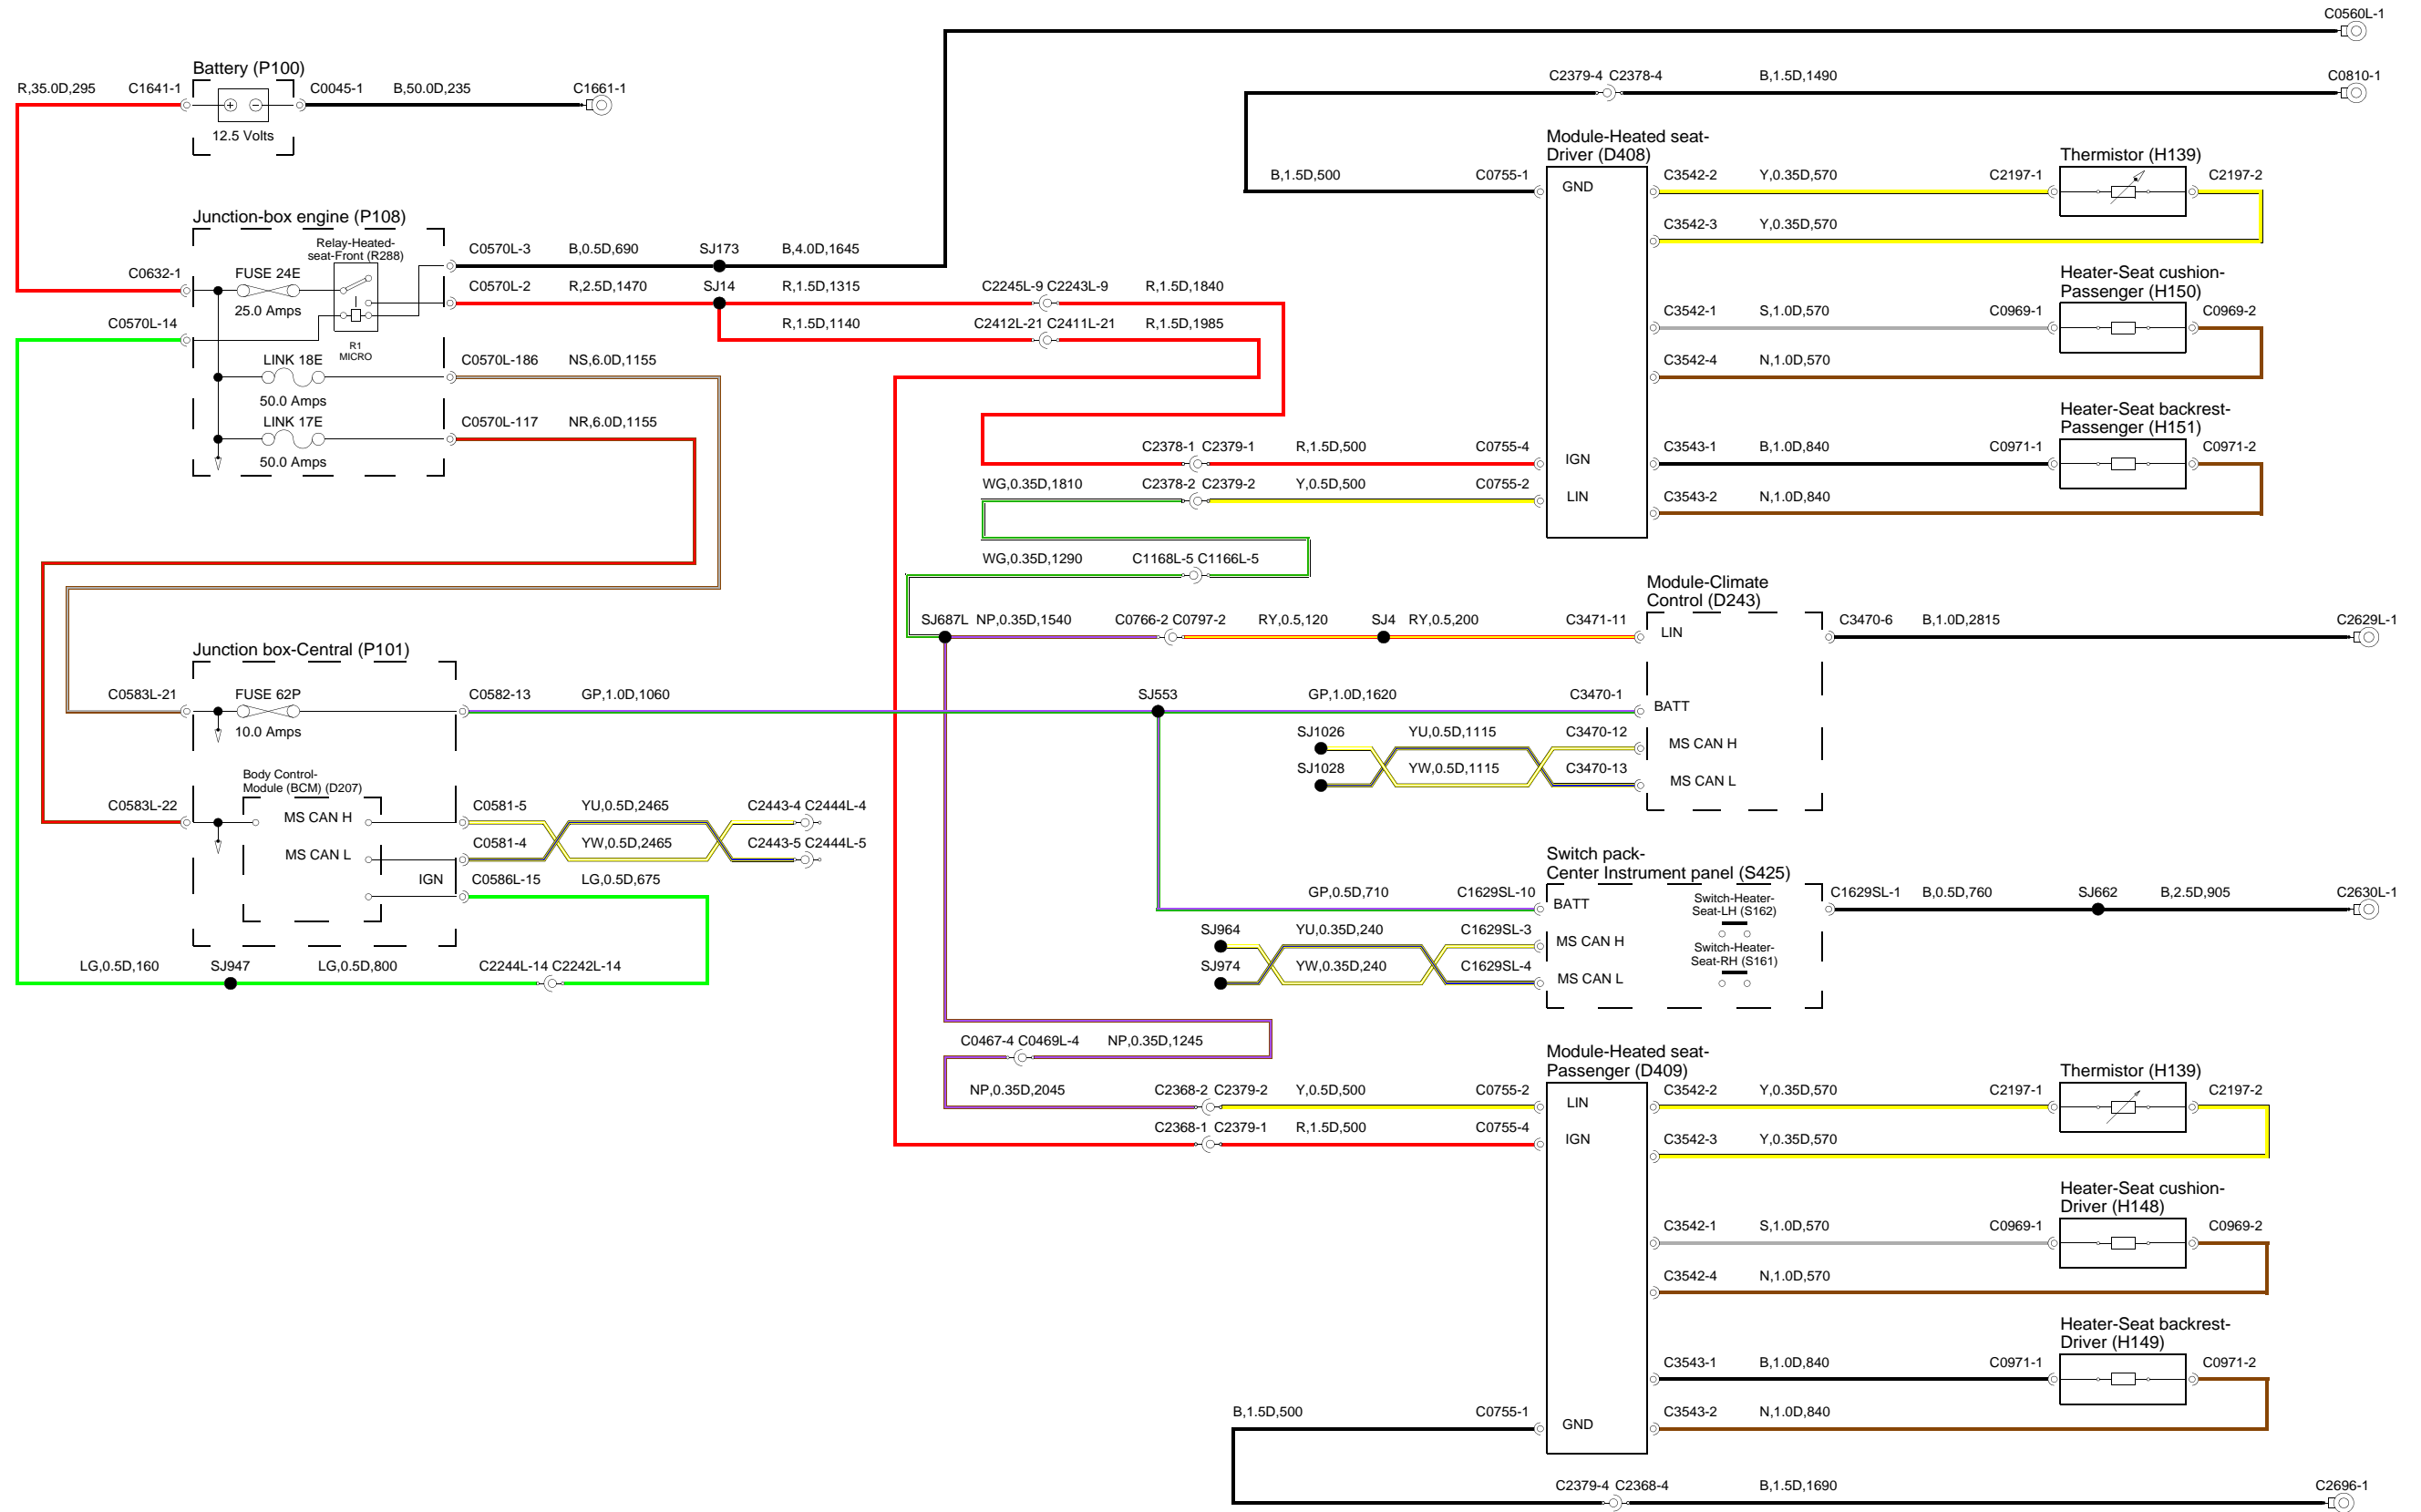 C0560L-1
Battery (P100)
R,35.0D,295 C1641-1 C0045-1 B,50.0D,235 C1661-1
12.5 Volts
C2379-4 C2378-4 B,1.5D,1490 C0810-1
Junction-box engine (P108)
Relay-Heated-
seat-Front (R288)
C0632-1 FUSE 24E
25.0 Amps
C0570L-14
R1
MICRO
LINK 18E
50.0 Amps
LINK 17E
50.0 Amps
C0570L-3 B,0.5D,690 SJ173 B,4.0D,1645
C0570L-2 R,2.5D,1470 SJ14 R,1.5D,1315 C2245L-9 C2243L-9 R,1.5D,1840
R,1.5D,1140 C2412L-21 C2411L-21 R,1.5D,1985
C0570L-186 NS,6.0D,1155
C0570L-117 NR,6.0D,1155
Module-Heated seat-
Driver (D408)
B,1.5D,500 C0755-1 GND
C2378-1 C2379-1 R,1.5D,500 C0755-4 IGN
WG,0.35D,1810 C2378-2 C2379-2 Y,0.5D,500 C0755-2 LIN
WG,0.35D,1290 C1168L-5 C1166L-5
Thermistor (H139)
C3542-2 Y,0.35D,570 C2197-1 C2197-2
C3542-3 Y,0.35D,570
Heater-Seat cushion-
Passenger (H150)
C3542-1 S,1.0D,570 C0969-1 C0969-2
C3542-4 N,1.0D,570
Heater-Seat backrest-
Passenger (H151)
C3543-1 B,1.0D,840 C0971-1 C0971-2
C3543-2 N,1.0D,840
Module-Climate
Control (D243)
SJ687L NP,0.35D,1540 C0766-2 C0797-2 RY,0.5,120 SJ4 RY,0.5,200 C3471-11 LIN
C3470-6 B,1.0D,2815 C2629L-1
Junction box-Central (P101)
C0583L-21 FUSE 62P
10.0 Amps
C0582-13 GP,1.0D,1060 SJ553 GP,1.0D,1620 C3470-1 BATT
SJ1026 YU,0.5D,1115 C3470-12 MS CAN H
SJ1028 YW,0.5D,1115 C3470-13 MS CAN L
Body Control-
Module (BCM) (D207)
C0583L-22 MS CAN H C0581-5 YU,0.5D,2465 C2443-4 C2444L-4
MS CAN L C0581-4 YW,0.5D,2465 C2443-5 C2444L-5
IGN C0586L-15 LG,0.5D,675
LG,0.5D,160 SJ947 LG,0.5D,800 C2244L-14 C2242L-14
Switch pack-
Center Instrument panel (S425)
GP,0.5D,710 C1629SL-10 BATT
SJ964 YU,0.35D,240 C1629SL-3 MS CAN H
SJ974 YW,0.35D,240 C1629SL-4 MS CAN L
Switch-Heater-
Seat-LH (S162)
Switch-Heater-
Seat-RH (S161)
C1629SL-1 B,0.5D,760 SJ662 B,2.5D,905 C2630L-1
C0467-4 C0469L-4 NP,0.35D,1245
Module-Heated seat-
Passenger (D409)
NP,0.35D,2045 C2368-2 C2379-2 Y,0.5D,500 C0755-2 LIN
C2368-1 C2379-1 R,1.5D,500 C0755-4 IGN
Thermistor (H139)
C3542-2 Y,0.35D,570 C2197-1 C2197-2
C3542-3 Y,0.35D,570
Heater-Seat cushion-
Driver (H148)
C3542-1 S,1.0D,570 C0969-1 C0969-2
C3542-4 N,1.0D,570
Heater-Seat backrest-
Driver (H149)
C3543-1 B,1.0D,840 C0971-1 C0971-2
B,1.5D,500 C0755-1 GND
C3543-2 N,1.0D,840
C2379-4 C2368-4 B,1.5D,1690 C2696-1